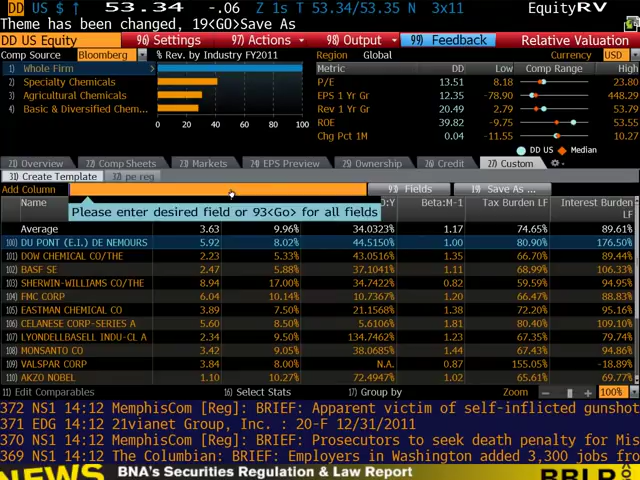 DD US $ ↑ 53.34 -.06 Z 1s T 53.34/53.35 N 3x11 EquityRV
Theme has been changed, 19<GO>Save As
DD US Equity 96) Settings 97) Actions 98) Output 99) Feedback Relative Valuation
Comp Source Bloomberg % Rev. by Industry FY2011 Region Global Currency USD
1) Whole Firm
2) Specialty Chemicals
3) Agricultural Chemicals
4) Basic & Diversified Chem...
0 20 40 60 80 100
Metric DD Low Comp Range High
P/E 13.51 8.18 23.80
EPS 1 Yr Gr 12.35 -78.90 448.29
Rev 1 Yr Gr 20.49 2.79 53.79
ROE 39.82 -9.75 53.55
Chg Pct 1M 0.04 -11.55 10.27
DD US Median
21) Overview 22) Comp Sheets 23) Markets 24) EPS Preview 25) Ownership 26) Credit 27) Custom
31) Create Template 32) pe reg
Add Column 93) Fields 19) Save As ...
Please enter desired field or 93<Go> for all fields
Name :Y Beta:M-1 Tax Burden LF Interest Burden LF
Average 3.63 9.96% 34.0323% 1.17 74.65% 89.61%
100) DU PONT (E.I.) DE NEMOURS 5.92 8.02% 44.5150% 1.00 80.90% 176.50%
101) DOW CHEMICAL CO/THE 2.23 5.33% 43.0516% 1.35 66.70% 89.44%
102) BASF SE 2.47 5.88% 37.1041% 1.11 68.98% 106.33%
103) SHERWIN-WILLIAMS CO/THE 8.94 17.00% 34.7422% 0.82 59.59% 94.95%
104) FMC CORP 6.04 10.14% 10.7367% 1.20 66.47% 88.83%
105) EASTMAN CHEMICAL CO 3.89 7.50% 21.1568% 1.38 72.20% 95.16%
106) CELANESE CORP-SERIES A 5.60 8.50% 5.6106% 1.81 80.40% 109.10%
107) LYONDELLBASELL INDU-CL A 2.34 9.50% 134.7462% 1.23 67.35% 79.74%
108) MONSANTO CO 3.42 9.05% 38.0685% 1.44 67.43% 94.86%
109) VALSPAR CORP 3.84 8.00% N.A. 0.87 155.05% -18.89%
110) AKZO NOBEL 1.10 10.27% 72.4947% 1.02 65.61% 69.77%
11) Edit Comparables 16) Select Stats 17) Group by Zoom 100%
372 NS1 14:12 MemphisCom [Reg]: BRIEF: Apparent victim of self-inflicted gunshot
371 EDG 14:12 21vianet Group, Inc. : 20-F 12/31/2011
370 NS1 14:12 MemphisCom [Reg]: BRIEF: Prosecutors to seek death penalty for Mis
369 NS1 14:12 The Columbian: BRIEF: Employers in Washington added 3,300 jobs fro
NEWS BNA's Securities Regulation & Law Report BBLR